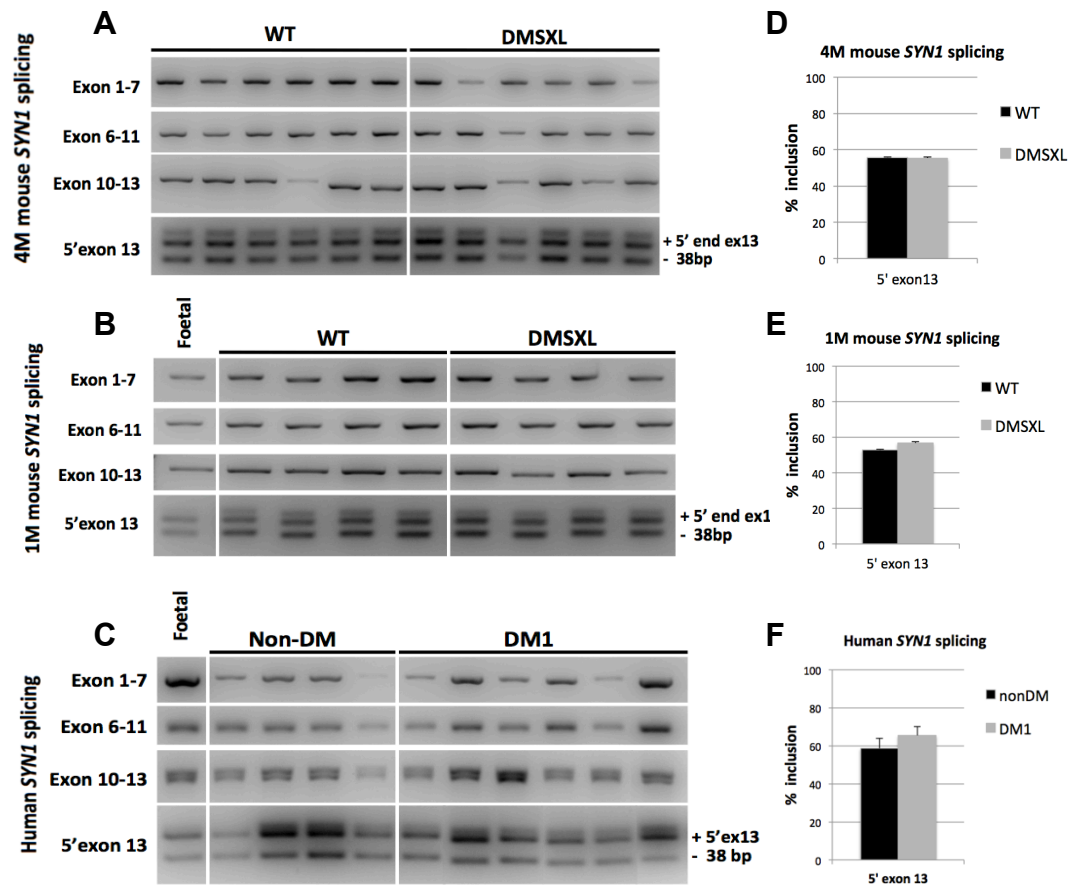 A
4M mouse SYN1 splicing
WT
DMSXL
Exon 1-7
Exon 6-11
Exon 10-13
5'exon 13
+ 5' end ex13
- 38bp
D
4M mouse SYN1 splicing
% inclusion
100
80
60
40
20
0
5' exon13
WT
DMSXL
B
1M mouse SYN1 splicing
Foetal
WT
DMSXL
Exon 1-7
Exon 6-11
Exon 10-13
5'exon 13
+ 5' end ex1
- 38bp
E
1M mouse SYN1 splicing
% inclusion
100
80
60
40
20
0
5' exon 13
WT
DMSXL
C
Human SYN1 splicing
Foetal
Non-DM
DM1
Exon 1-7
Exon 6-11
Exon 10-13
5'exon 13
+ 5'ex13
- 38 bp
F
Human SYN1 splicing
% inclusion
100
80
60
40
20
0
5' exon 13
nonDM
DM1